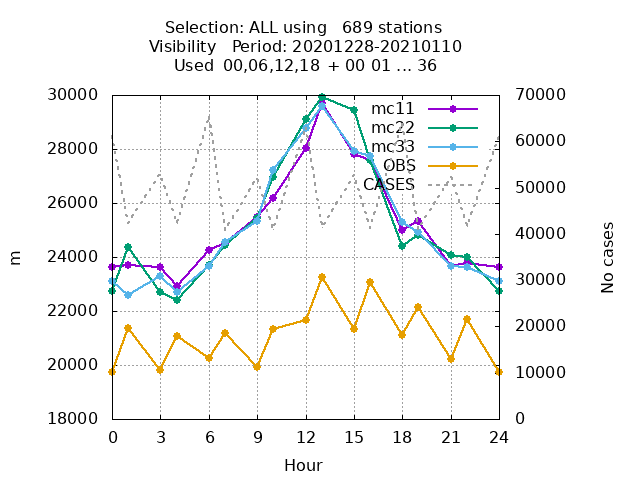 Selection: ALL using   689 stations
Visibility   Period: 20201228-20210110
Used 00,06,12,18 + 00 01 ... 36
30000
28000
26000
24000
22000
20000
18000
m
70000
60000
50000
40000
30000
20000
10000
0
No cases
mc11
mc22
mc33
OBS
CASES
0 3 6 9 12 15 18 21 24
Hour